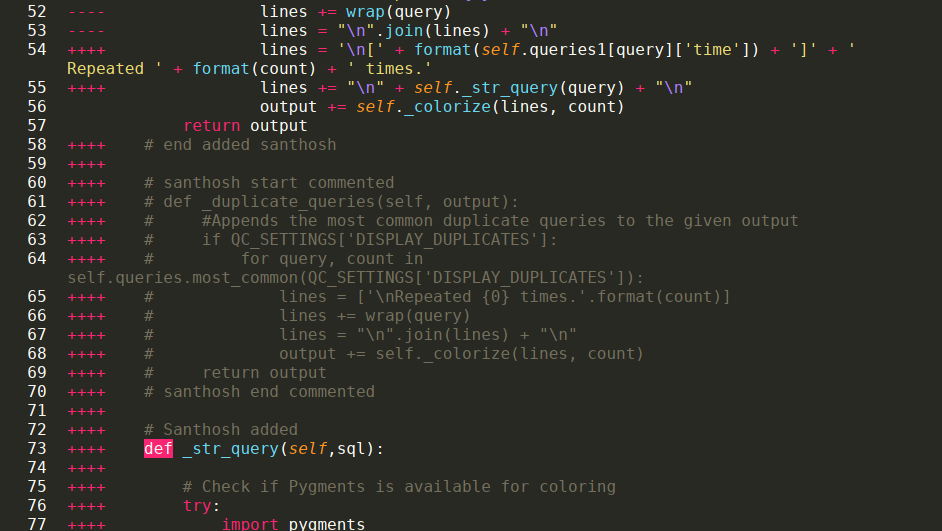 52 ---- lines += wrap(query)
53 ---- lines = "\n".join(lines) + "\n"
54 ++++ lines = '\n[' + format(self.queries1[query]['time']) + ']' + '
Repeated ' + format(count) + ' times.'
55 ++++ lines += "\n" + self._str_query(query) + "\n"
56 output += self._colorize(lines, count)
57 return output
58 ++++ # end added santhosh
59 ++++
60 ++++ # santhosh start commented
61 ++++ # def _duplicate_queries(self, output):
62 ++++ # #Appends the most common duplicate queries to the given output
63 ++++ # if QC_SETTINGS['DISPLAY_DUPLICATES']:
64 ++++ # for query, count in
self.queries.most_common(QC_SETTINGS['DISPLAY_DUPLICATES']):
65 ++++ # lines = ['\nRepeated {0} times.'.format(count)]
66 ++++ # lines += wrap(query)
67 ++++ # lines = "\n".join(lines) + "\n"
68 ++++ # output += self._colorize(lines, count)
69 ++++ # return output
70 ++++ # santhosh end commented
71 ++++
72 ++++ # Santhosh added
73 ++++ def _str_query(self,sql):
74 ++++
75 ++++ # Check if Pygments is available for coloring
76 ++++ try:
77 ++++ import pygments